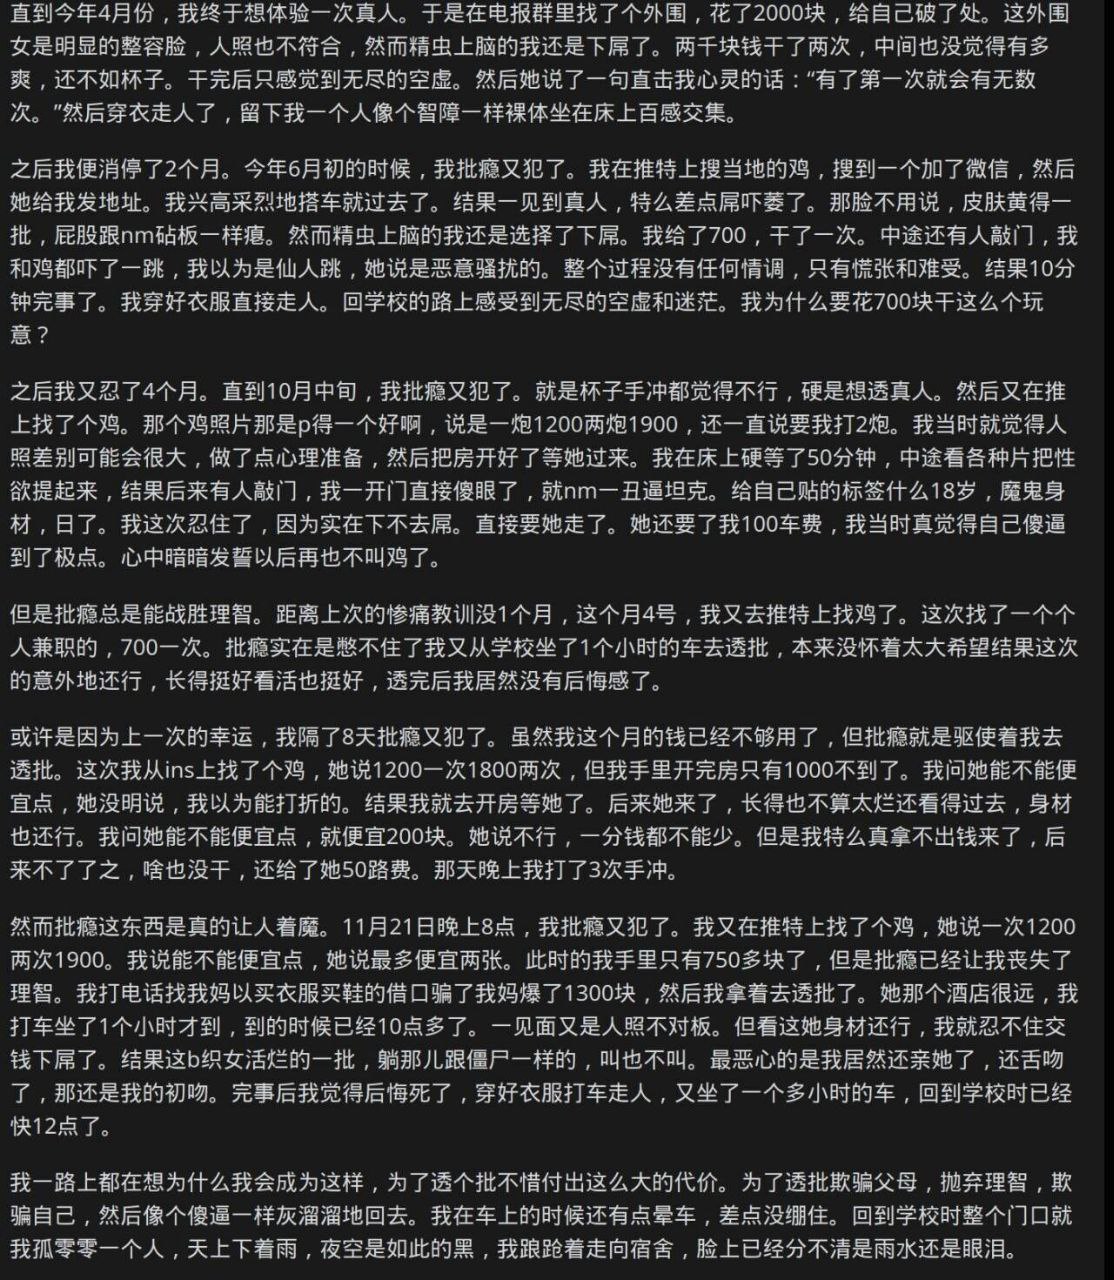 直到今年4月份，我终于想体验一次真人。于是在电报群里找了个外围，花了2000块，给自己破了处。这外围
女是明显的整容脸，人照也不符合，然而精虫上脑的我还是下屌了。两千块钱干了两次，中间也没觉得有多
爽，还不如杯子。干完后只感觉到无尽的空虚。然后她说了一句直击我心灵的话：“有了第一次就会有无数
次。”然后穿衣走人了，留下我一个人像个智障一样裸体坐在床上百感交集。
之后我便消停了2个月。今年6月初的时候，我批瘾又犯了。我在推特上搜当地的鸡，搜到一个加了微信，然后
她给我发地址。我兴高采烈地搭车就过去了。结果一见到真人，特么差点屌吓萎了。那脸不用说，皮肤黄得一
批，屁股跟nm砧板一样瘪。然而精虫上脑的我还是选择了下屌。我给了700，干了一次。中途还有人敲门，我
和鸡都吓了一跳，我以为是仙人跳，她说是恶意骚扰的。整个过程没有任何情调，只有慌张和难受。结果10分
钟完事了。我穿好衣服直接走人。回学校的路上感受到无尽的空虚和迷茫。我为什么要花700块干这么个玩
意？
之后我又忍了4个月。直到10月中旬，我批瘾又犯了。就是杯子手冲都觉得不行，硬是想透真人。然后又在推
上找了个鸡。那个鸡照片那是p得一个好啊，说是一炮1200两炮1900，还一直说要我打2炮。我当时就觉得人
照差别可能会很大，做了点心理准备，然后把房开好了等她过来。我在床上硬等了50分钟，中途看各种片把性
欲提起来，结果后来有人敲门，我一开门直接傻眼了，就nm一丑逼坦克。给自己贴的标签什么18岁，魔鬼身
材，日了。我这次忍住了，因为实在下不去屌。直接要她走了。她还要了我100车费，我当时真觉得自己傻逼
到了极点。心中暗暗发誓以后再也不叫鸡了。
但是批瘾总是能战胜理智。距离上次的惨痛教训没1个月，这个月4号，我又去推特上找鸡了。这次找了一个个
人兼职的，700一次。批瘾实在是憋不住了我又从学校坐了1个小时的车去透批，本来没怀着太大希望结果这次
的意外地还行，长得挺好看活也挺好，透完后我居然没有后悔感了。
或许是因为上一次的幸运，我隔了8天批瘾又犯了。虽然我这个月的钱已经不够用了，但批瘾就是驱使着我去
透批。这次我从ins上找了个鸡，她说1200一次1800两次，但我手里开完房只有1000不到了。我问她能不能便
宜点，她没明说，我以为能打折的。结果我就去开房等她了。后来她来了，长得也不算太烂还看得过去，身材
也还行。我问她能不能便宜点，就便宜200块。她说不行，一分钱都不能少。但是我特么真拿不出钱来了，后
来不了了之，啥也没干，还给了她50路费。那天晚上我打了3次手冲。
然而批瘾这东西是真的让人着魔。11月21日晚上8点，我批瘾又犯了。我又在推特上找了个鸡，她说一次1200
两次1900。我说能不能便宜点，她说最多便宜两张。此时的我手里只有750多块了，但是批瘾已经让我丧失了
理智。我打电话找我妈以买衣服买鞋的借口骗了我妈爆了1300块，然后我拿着去透批了。她那个酒店很远，我
打车坐了1个小时才到，到的时候已经10点多了。一见面又是人照不对板。但看这她身材还行，我就忍不住交
钱下屌了。结果这b织女活烂的一批，躺那儿跟僵尸一样的，叫也不叫。最恶心的是我居然还亲她了，还舌吻
了，那还是我的初吻。完事后我觉得后悔死了，穿好衣服打车走人，又坐了一个多小时的车，回到学校时已经
快12点了。
我一路上都在想为什么我会成为这样，为了透个批不惜付出这么大的代价。为了透批欺骗父母，抛弃理智，欺
骗自己，然后像个傻逼一样灰溜溜地回去。我在车上的时候还有点晕车，差点没绷住。回到学校时整个门口就
我孤零零一个人，天上下着雨，夜空是如此的黑，我踉跄着走向宿舍，脸上已经分不清是雨水还是眼泪。